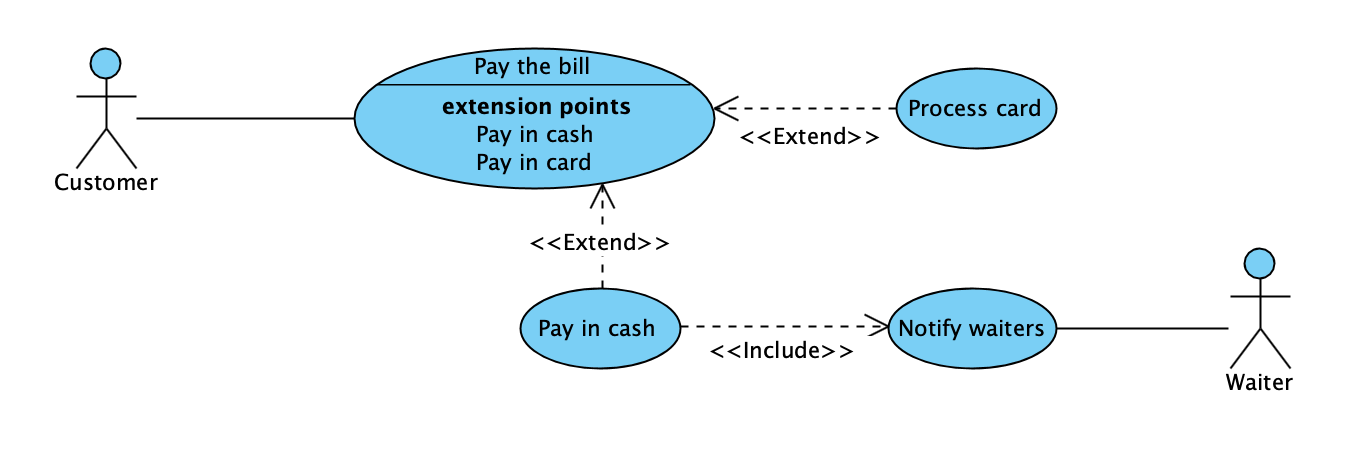 Pay the bill
extension points
Pay in cash
Pay in card
Process card
<<Extend>>
Customer
<<Extend>>
Pay in cash
<<Include>>
Notify waiters
Waiter